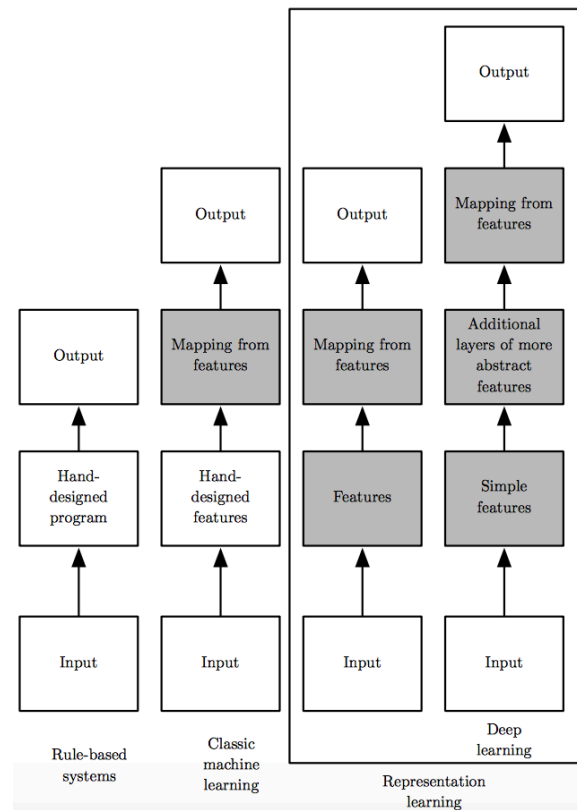 Output
Output
Output
Mapping from
features
Output
Mapping from
features
Mapping from
features
Additional
layers of more
abstract
features
Hand-
designed
program
Hand-
designed
features
Features
Simple
features
Input
Input
Input
Input
Rule-based
systems
Classic
machine
learning
Representation
learning
Deep
learning